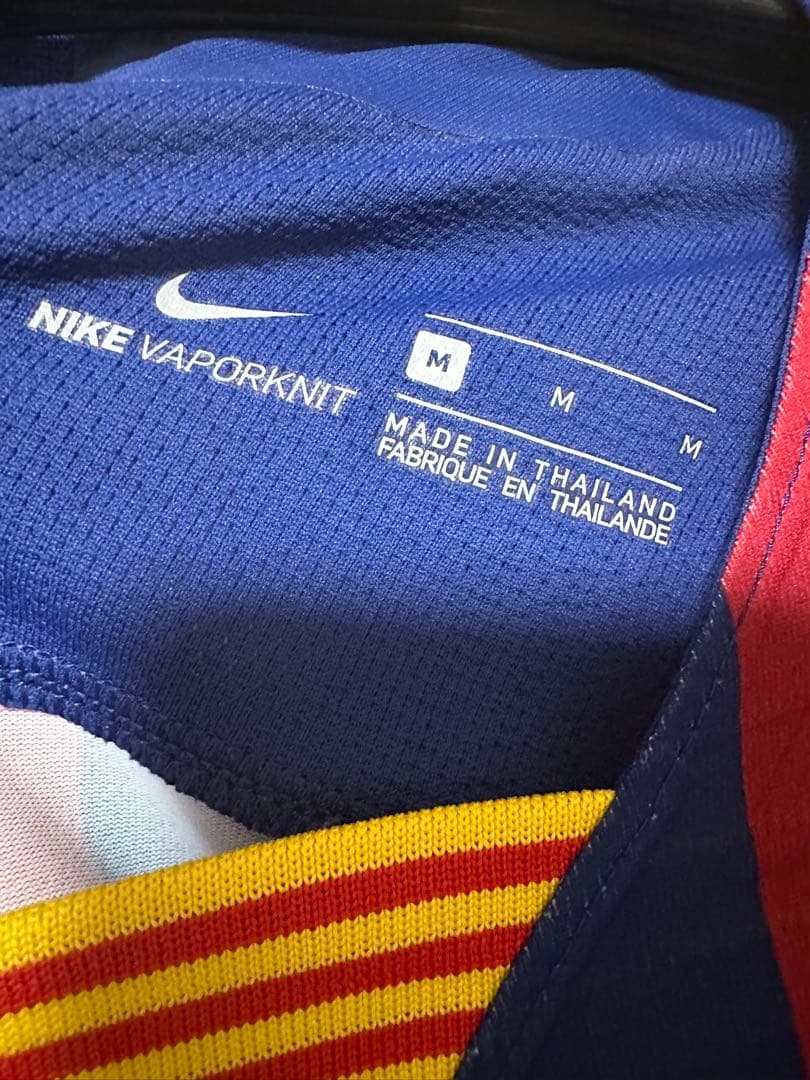 NIKE VAPORKNIT
M M M
MADE IN THAILAND
FABRIQUE EN THAILANDE